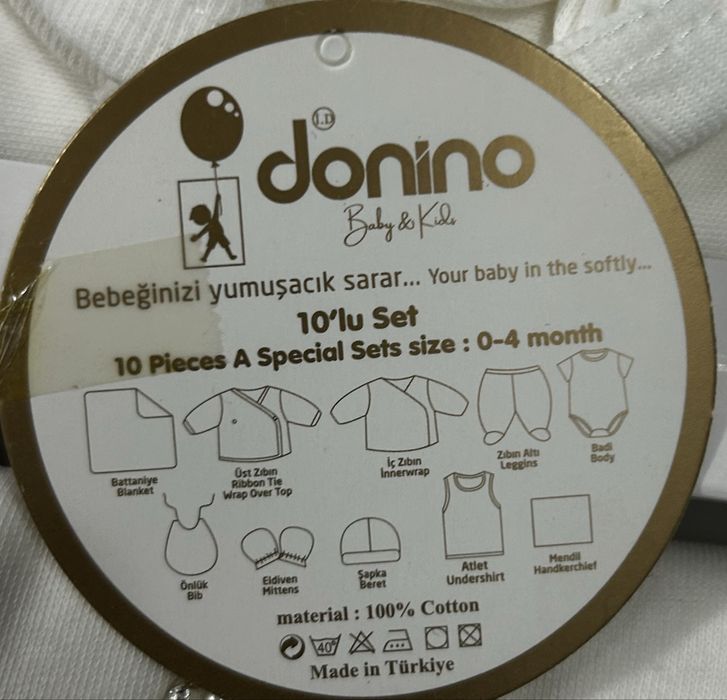 I.D
donino
Baby & Kids
Bebeğinizi yumuşacık sarar... Your baby in the softly...
10'lu Set
10 Pieces A Special Sets size : 0-4 month
Battaniye
Blanket
Üst Zıbın
Ribbon Tie
Wrap Over Top
İç Zıbın
İnnerwrap
Zıbın Altı
Leggins
Badi
Body
Önlük
Bib
Eldiven
Mittens
Şapka
Beret
Atlet
Undershirt
Mendil
Handkerchief
material : 100% Cotton
40°
Made in Türkiye